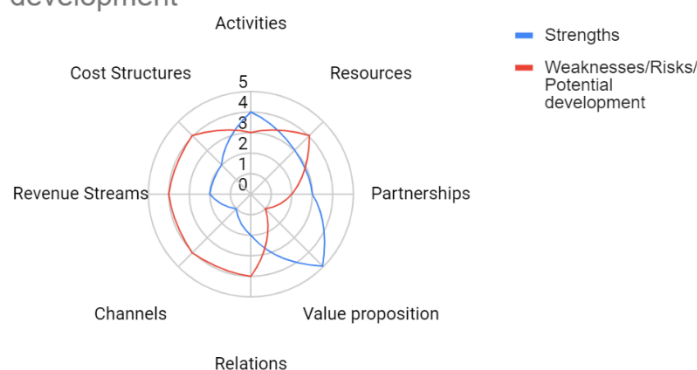 development
Activities
Strengths
Weaknesses/Risks/
Potential
development
Cost Structures
Resources
5
4
3
2
1
0
Revenue Streams
Partnerships
Channels
Value proposition
Relations